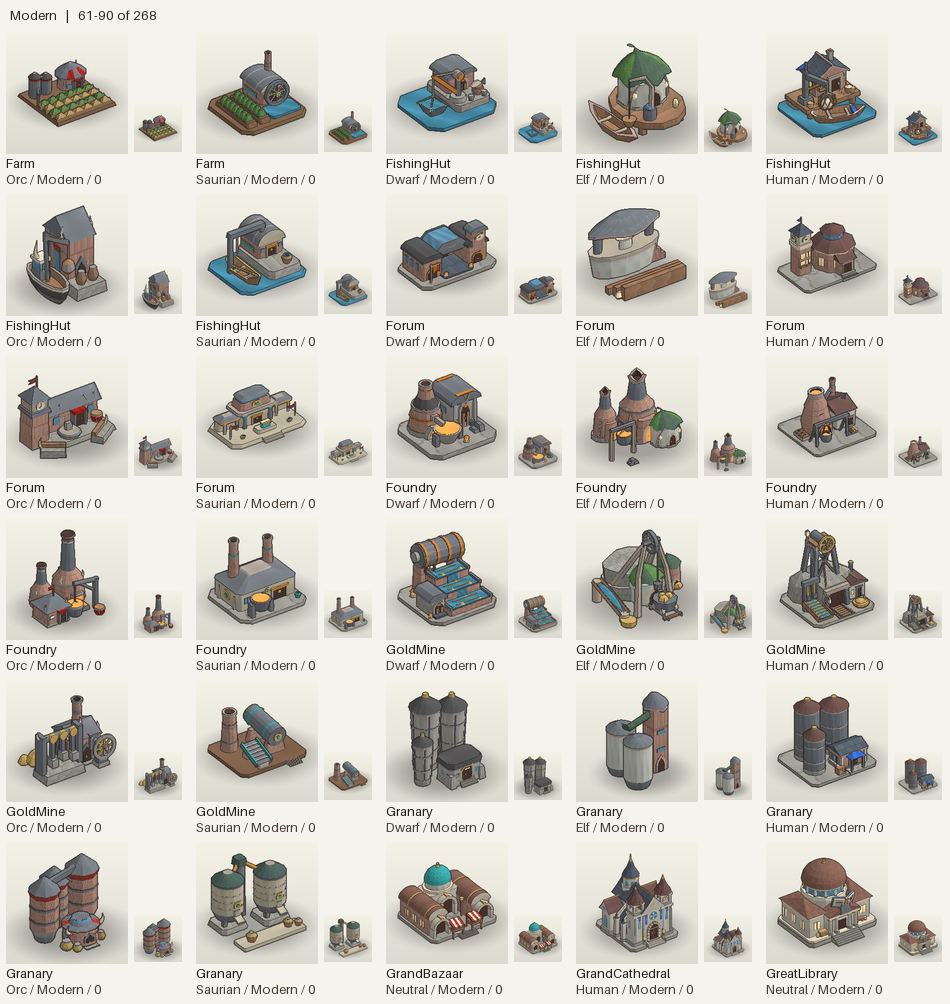 Modern | 61-90 of 268
Farm Farm FishingHut FishingHut FishingHut
Orc / Modern / 0 Saurian / Modern / 0 Dwarf / Modern / 0 Elf / Modern / 0 Human / Modern / 0
FishingHut FishingHut Forum Forum Forum
Orc / Modern / 0 Saurian / Modern / 0 Dwarf / Modern / 0 Elf / Modern / 0 Human / Modern / 0
Forum Forum Foundry Foundry Foundry
Orc / Modern / 0 Saurian / Modern / 0 Dwarf / Modern / 0 Elf / Modern / 0 Human / Modern / 0
Foundry Foundry GoldMine GoldMine GoldMine
Orc / Modern / 0 Saurian / Modern / 0 Dwarf / Modern / 0 Elf / Modern / 0 Human / Modern / 0
GoldMine GoldMine Granary Granary Granary
Orc / Modern / 0 Saurian / Modern / 0 Dwarf / Modern / 0 Elf / Modern / 0 Human / Modern / 0
Granary Granary GrandBazaar GrandCathedral GreatLibrary
Orc / Modern / 0 Saurian / Modern / 0 Neutral / Modern / 0 Human / Modern / 0 Neutral / Modern / 0